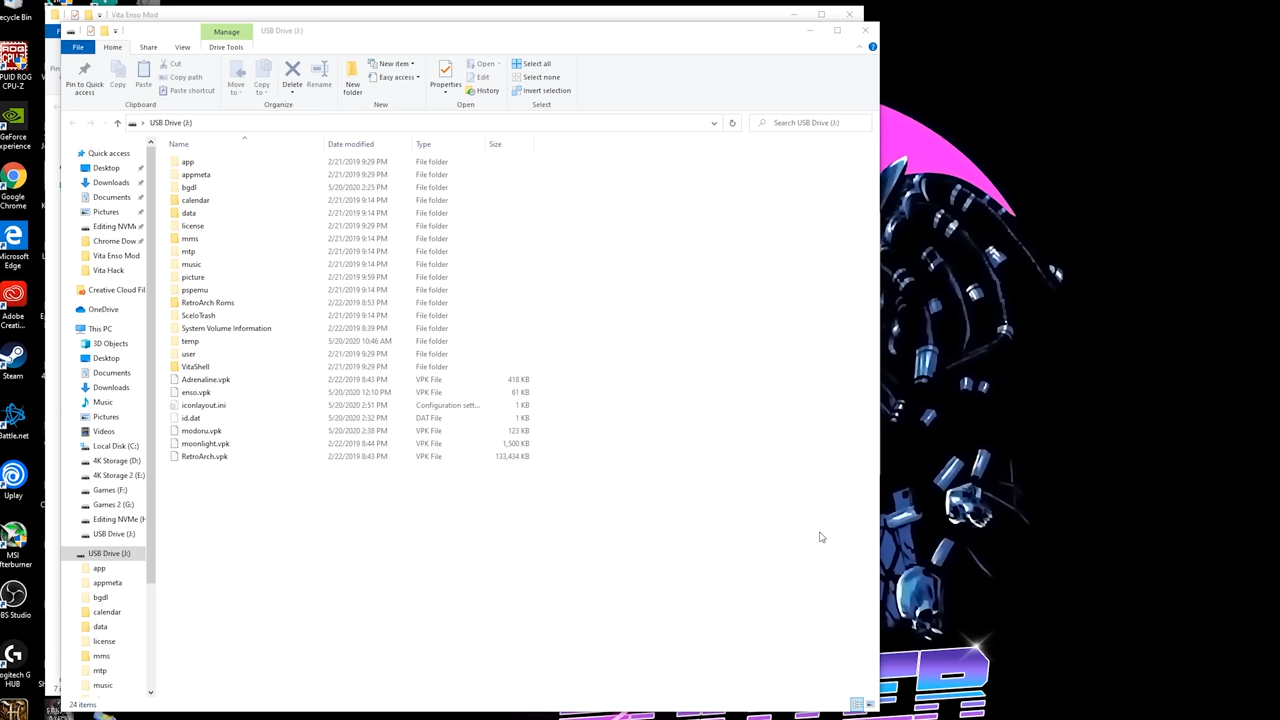 Vita Enso Mod
Recycle Bin
Manage
USB Drive (J:)
File
Home
Share
View
Drive Tools
Pin to Quick access
Copy
Paste
Cut
Copy path
Paste shortcut
Clipboard
Move to
Copy to
Delete
Rename
Organize
New folder
New item
Easy access
New
Properties
Open
Edit
History
Open
Select all
Select none
Invert selection
Select
USB Drive (J:)
Search USB Drive (J:)
Name Date modified Type Size
app 2/21/2019 9:29 PM File folder
appmeta 2/21/2019 9:29 PM File folder
bgdl 5/20/2020 2:25 PM File folder
calendar 2/21/2019 9:14 PM File folder
data 2/21/2019 9:14 PM File folder
license 2/21/2019 9:29 PM File folder
mms 2/21/2019 9:14 PM File folder
mtp 2/21/2019 9:14 PM File folder
music 2/21/2019 9:14 PM File folder
picture 2/21/2019 9:59 PM File folder
pspemu 2/21/2019 9:14 PM File folder
RetroArch Roms 2/22/2019 8:53 PM File folder
SceIoTrash 2/21/2019 9:14 PM File folder
System Volume Information 2/22/2019 8:39 PM File folder
temp 5/20/2020 10:46 AM File folder
user 2/21/2019 9:29 PM File folder
VitaShell 2/21/2019 9:29 PM File folder
Adrenaline.vpk 2/22/2019 8:43 PM VPK File 418 KB
enso.vpk 5/20/2020 12:10 PM VPK File 61 KB
iconlayout.ini 5/20/2020 2:51 PM Configuration sett... 1 KB
id.dat 5/20/2020 2:32 PM DAT File 1 KB
modoru.vpk 5/20/2020 2:38 PM VPK File 123 KB
moonlight.vpk 2/22/2019 8:44 PM VPK File 1,500 KB
RetroArch.vpk 2/22/2019 8:43 PM VPK File 133,434 KB
Quick access
Desktop
Downloads
Documents
Pictures
Editing NVMe
Chrome Dow
Vita Enso Mod
Vita Hack
Creative Cloud Fil
OneDrive
This PC
3D Objects
Desktop
Documents
Downloads
Music
Pictures
Videos
Local Disk (C:)
4K Storage (D:)
4K Storage 2 (E:)
Games (F:)
Games 2 (G:)
Editing NVMe (H
USB Drive (J:)
USB Drive (J:)
app
appmeta
bgdl
calendar
data
license
mms
mtp
music
24 items
ROG
CPU-Z
PUID ROG
CPU-Z
GeForce
xperience
Google
Chrome
Microsoft
Edge
Adobe
Creati...
Steam
Battle.net
Uplay
MSI
fterburner
BS Studio
Logitech G
HUB